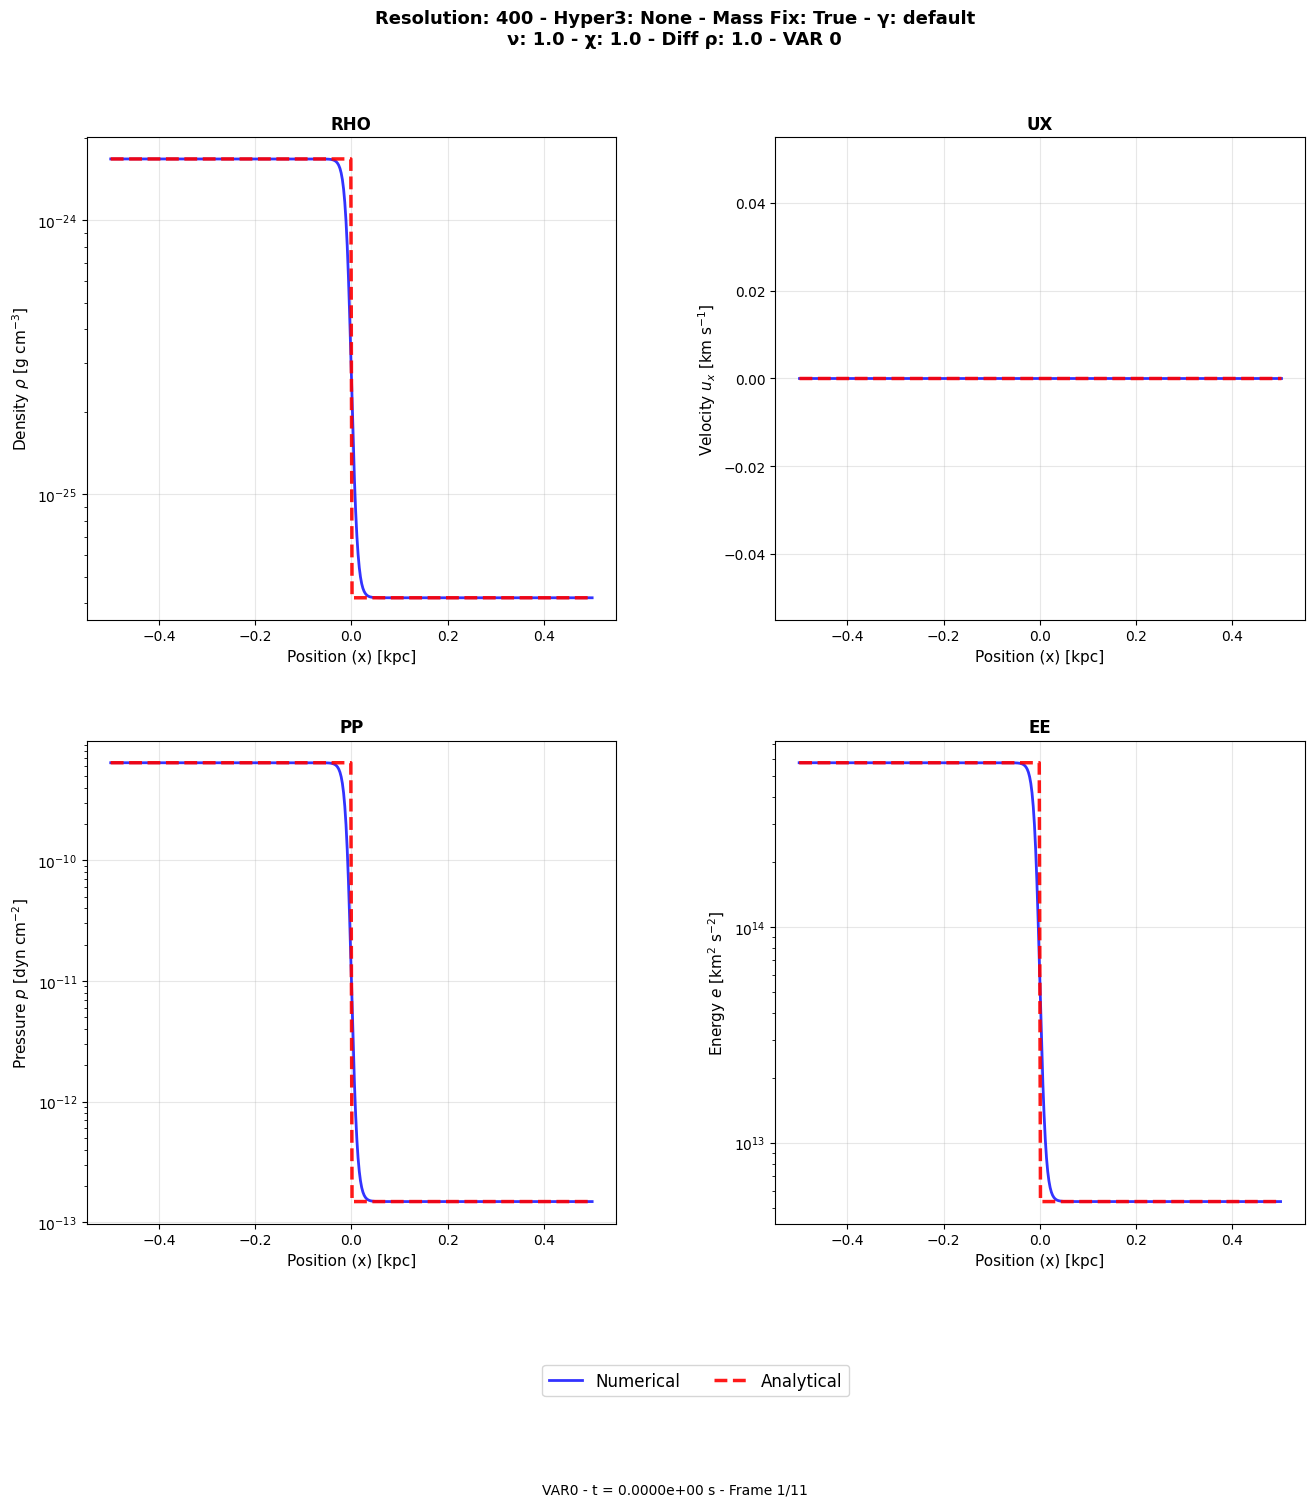 Resolution: 400 - Hyper3: None - Mass Fix: True - γ: default
ν: 1.0 - χ: 1.0 - Diff ρ: 1.0 - VAR 0
RHO
Density ρ [g cm⁻³]
10⁻²⁴
10⁻²⁵
−0.4 −0.2 0.0 0.2 0.4
Position (x) [kpc]
UX
Velocity uₓ [km s⁻¹]
0.04
0.02
0.00
−0.02
−0.04
−0.4 −0.2 0.0 0.2 0.4
Position (x) [kpc]
PP
Pressure p [dyn cm⁻²]
10⁻¹⁰
10⁻¹¹
10⁻¹²
10⁻¹³
−0.4 −0.2 0.0 0.2 0.4
Position (x) [kpc]
EE
Energy e [km² s⁻²]
10¹⁴
10¹³
−0.4 −0.2 0.0 0.2 0.4
Position (x) [kpc]
Numerical Analytical
VAR0 - t = 0.0000e+00 s - Frame 1/11